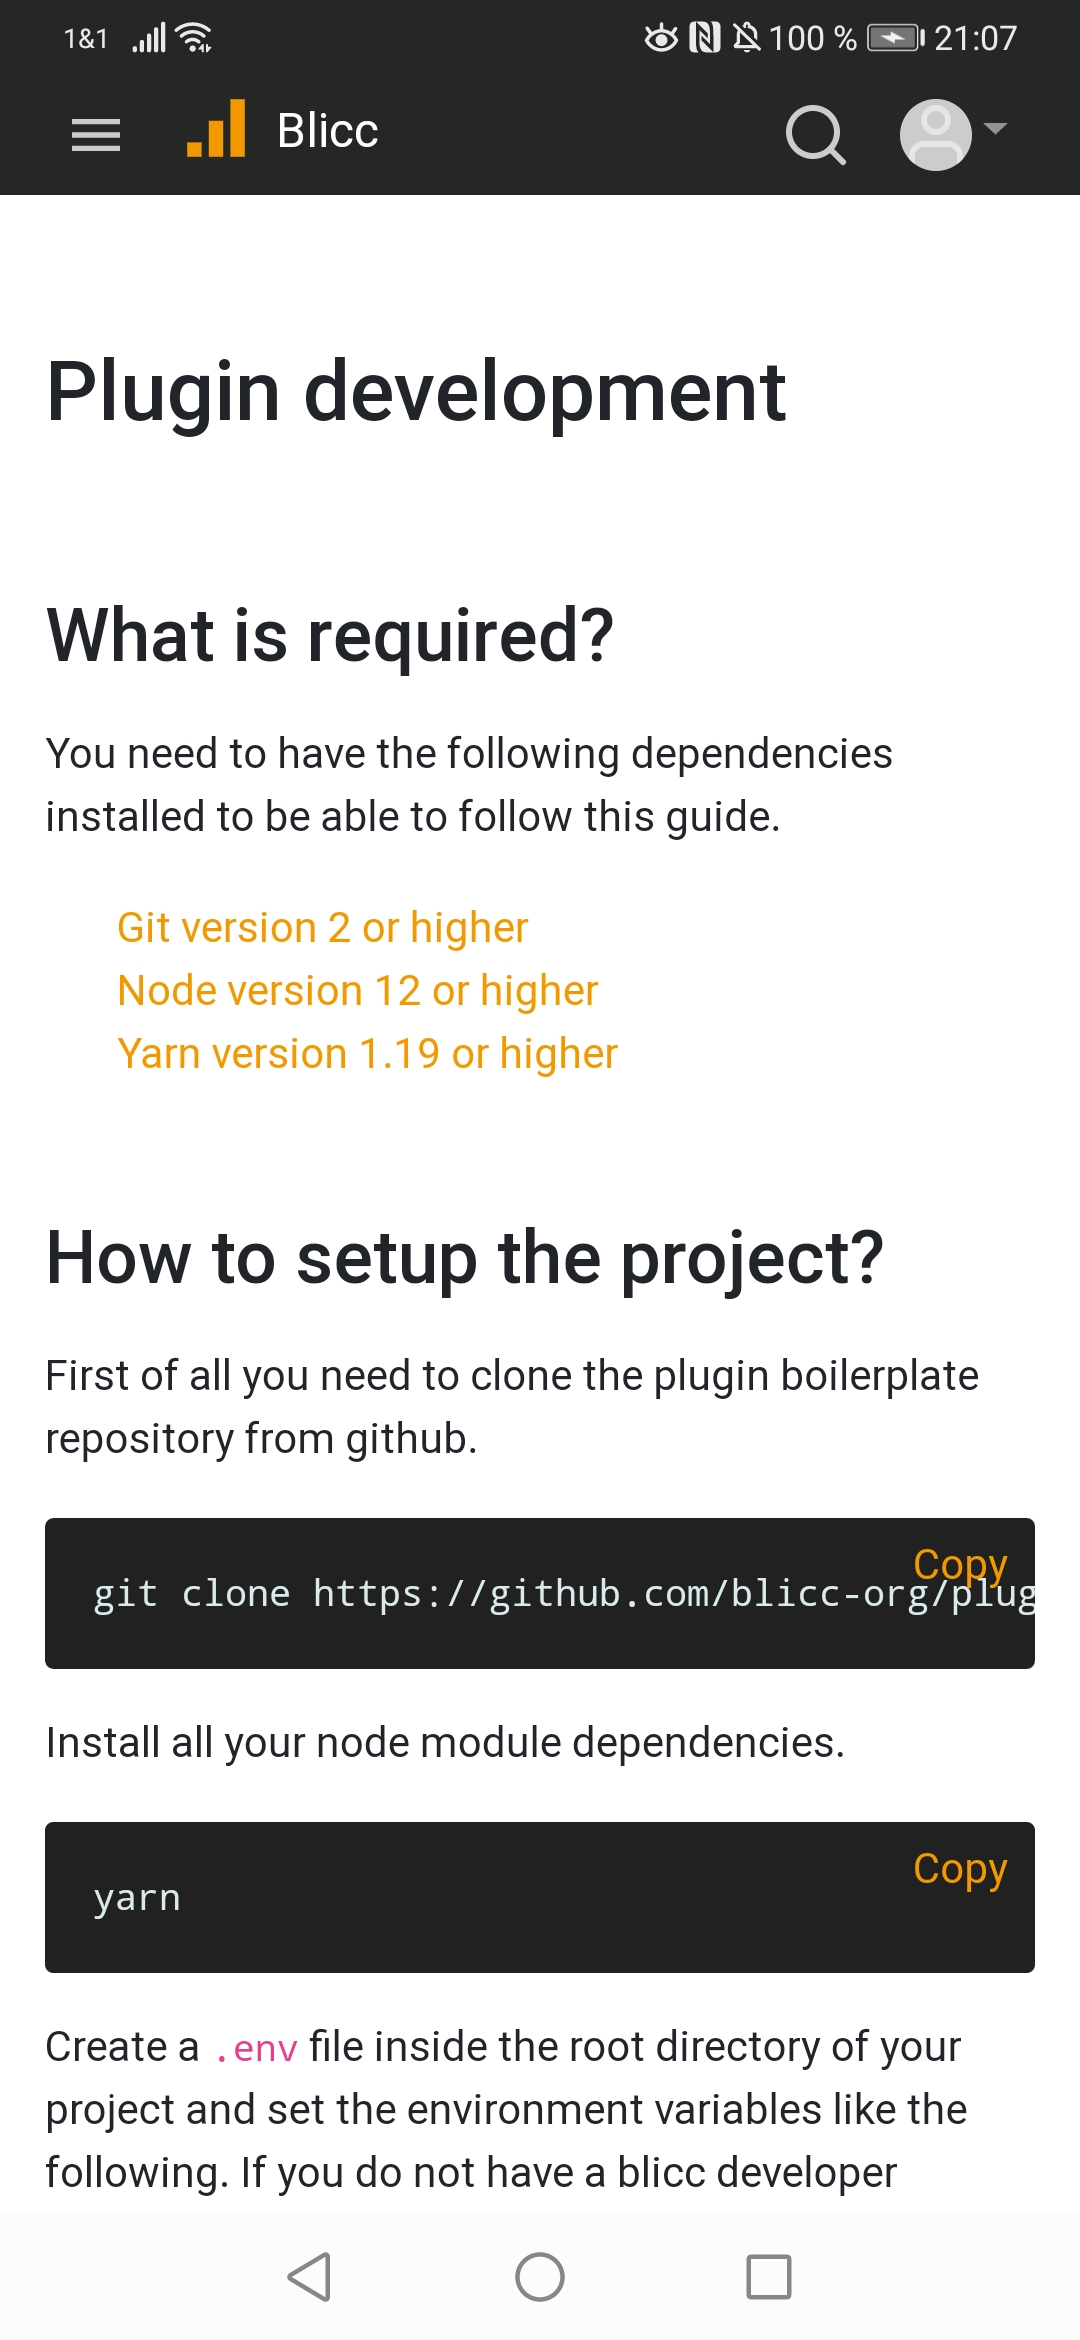 1&1 100 % 21:07
Blicc
Plugin development
What is required?
You need to have the following dependencies
installed to be able to follow this guide.
Git version 2 or higher
Node version 12 or higher
Yarn version 1.19 or higher
How to setup the project?
First of all you need to clone the plugin boilerplate
repository from github.
Copy
git clone https://github.com/blicc-org/plug
Install all your node module dependencies.
Copy
yarn
Create a .env file inside the root directory of your
project and set the environment variables like the
following. If you do not have a blicc developer